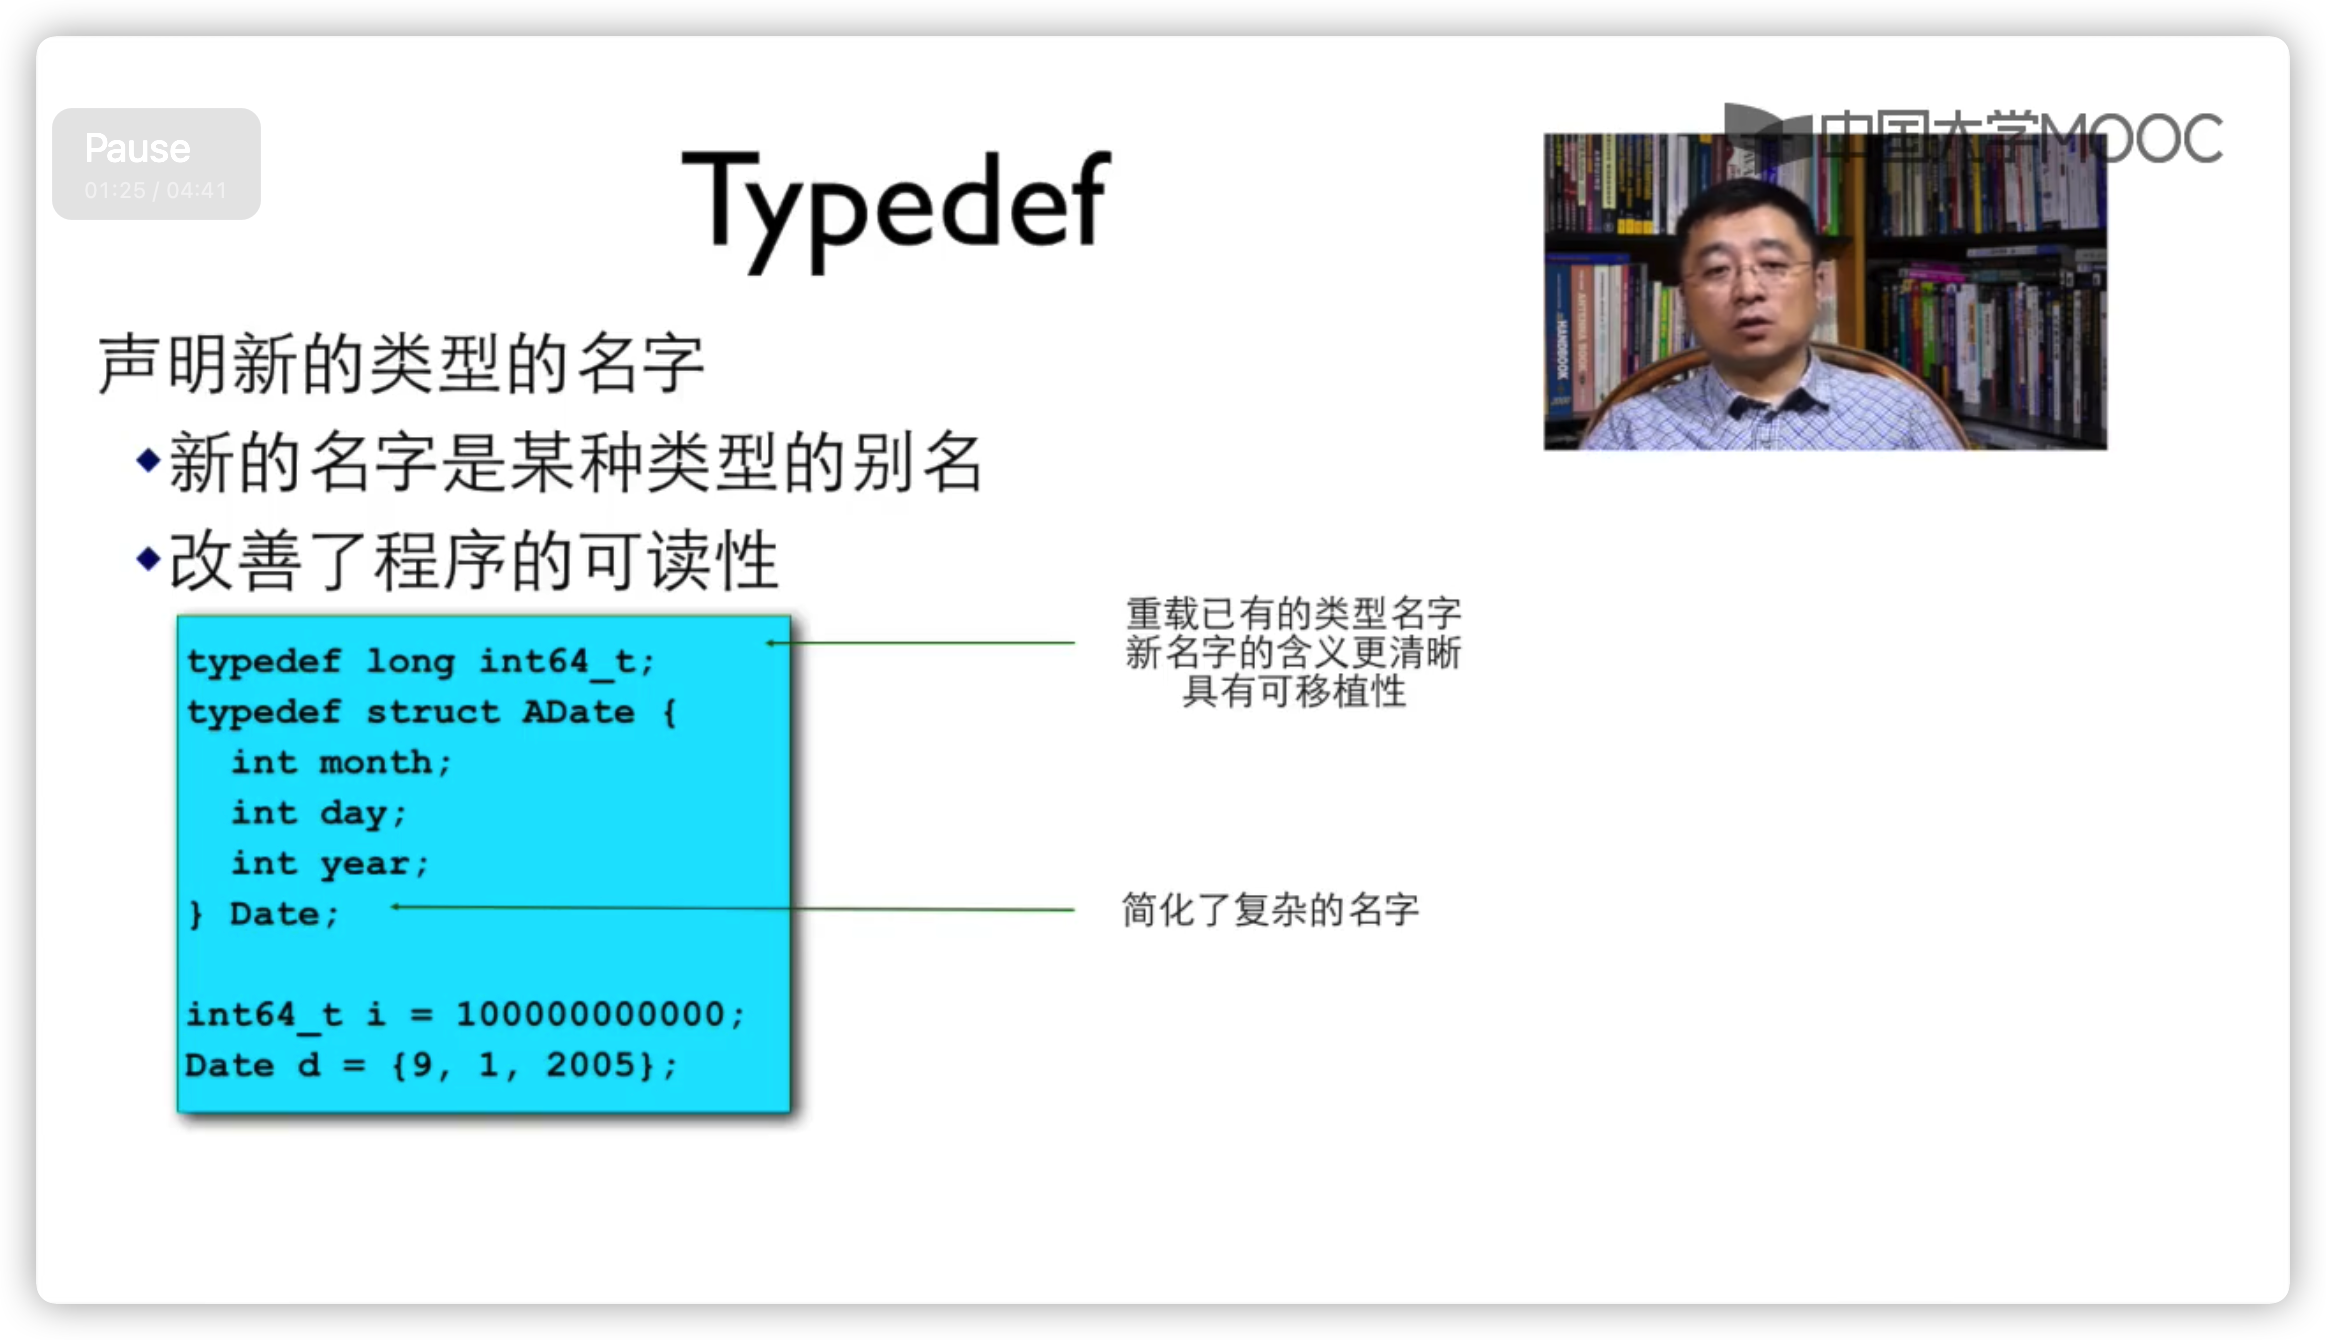 Pause
01:25 / 04:41
中国大学MOOC
Typedef
声明新的类型的名字
新的名字是某种类型的别名
改善了程序的可读性
typedef long int64_t;
typedef struct ADate {
int month;
int day;
int year;
} Date;
int64_t i = 100000000000;
Date d = {9, 1, 2005};
重载已有的类型名字
新名字的含义更清晰
具有可移植性
简化了复杂的名字
HANDBOOK